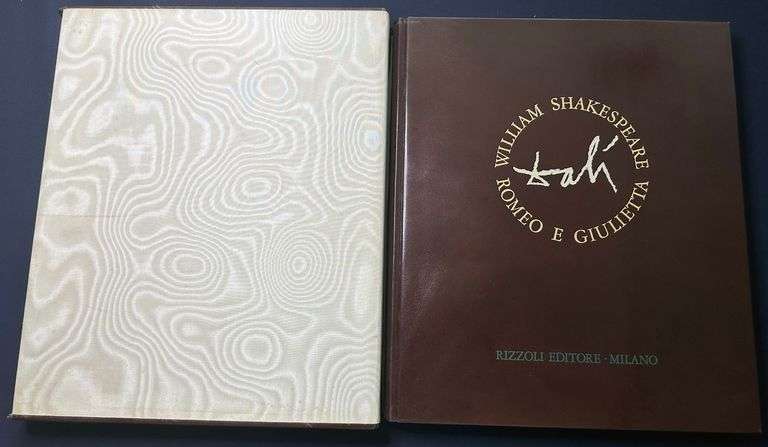 WILLIAM SHAKESPEARE
Dalí
ROMEO E GIULIETTA
RIZZOLI EDITORE · MILANO